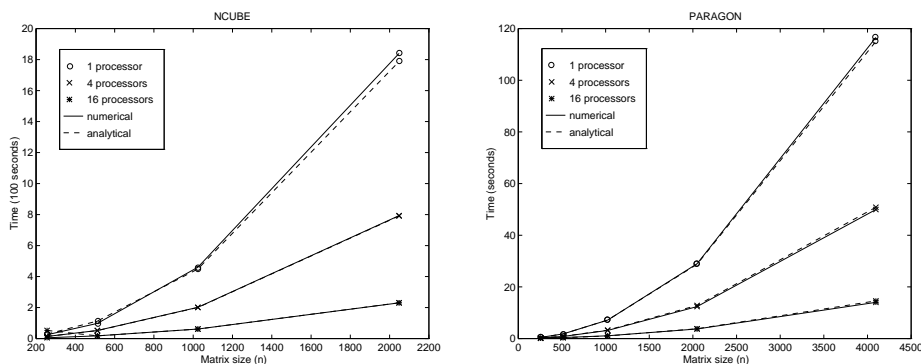 NCUBE
20
18
16
14
12
10
8
6
4
2
0
Time (100 seconds)
1 processor
4 processors
16 processors
numerical
analytical
200 400 600 800 1000 1200 1400 1600 1800 2000 2200
Matrix size (n)
PARAGON
120
100
80
60
40
20
0
Time (seconds)
1 processor
4 processors
16 processors
numerical
analytical
0 500 1000 1500 2000 2500 3000 3500 4000 4500
Matrix size (n)